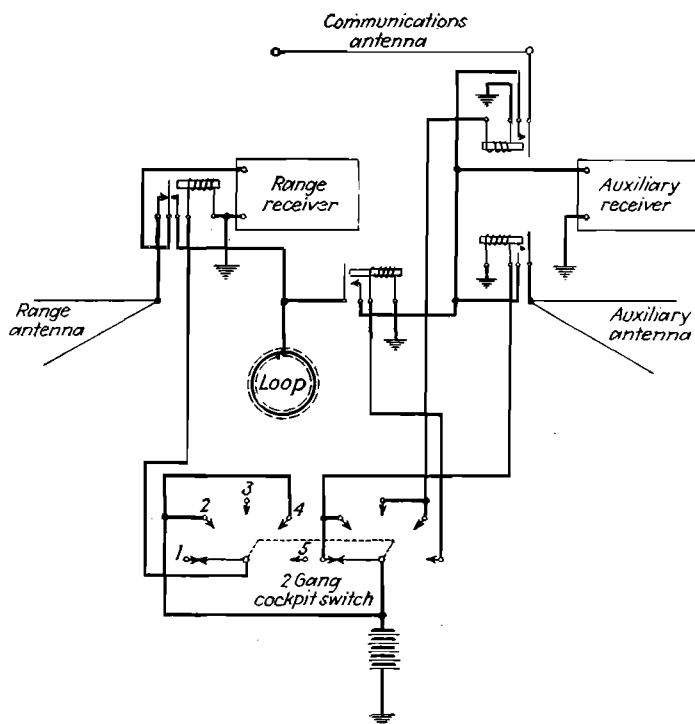 Communications
antenna
Range
receiver
Auxiliary
receiver
Range
antenna
Auxiliary
antenna
Loop
3
2
4
1
5
2 Gang
cockpit switch